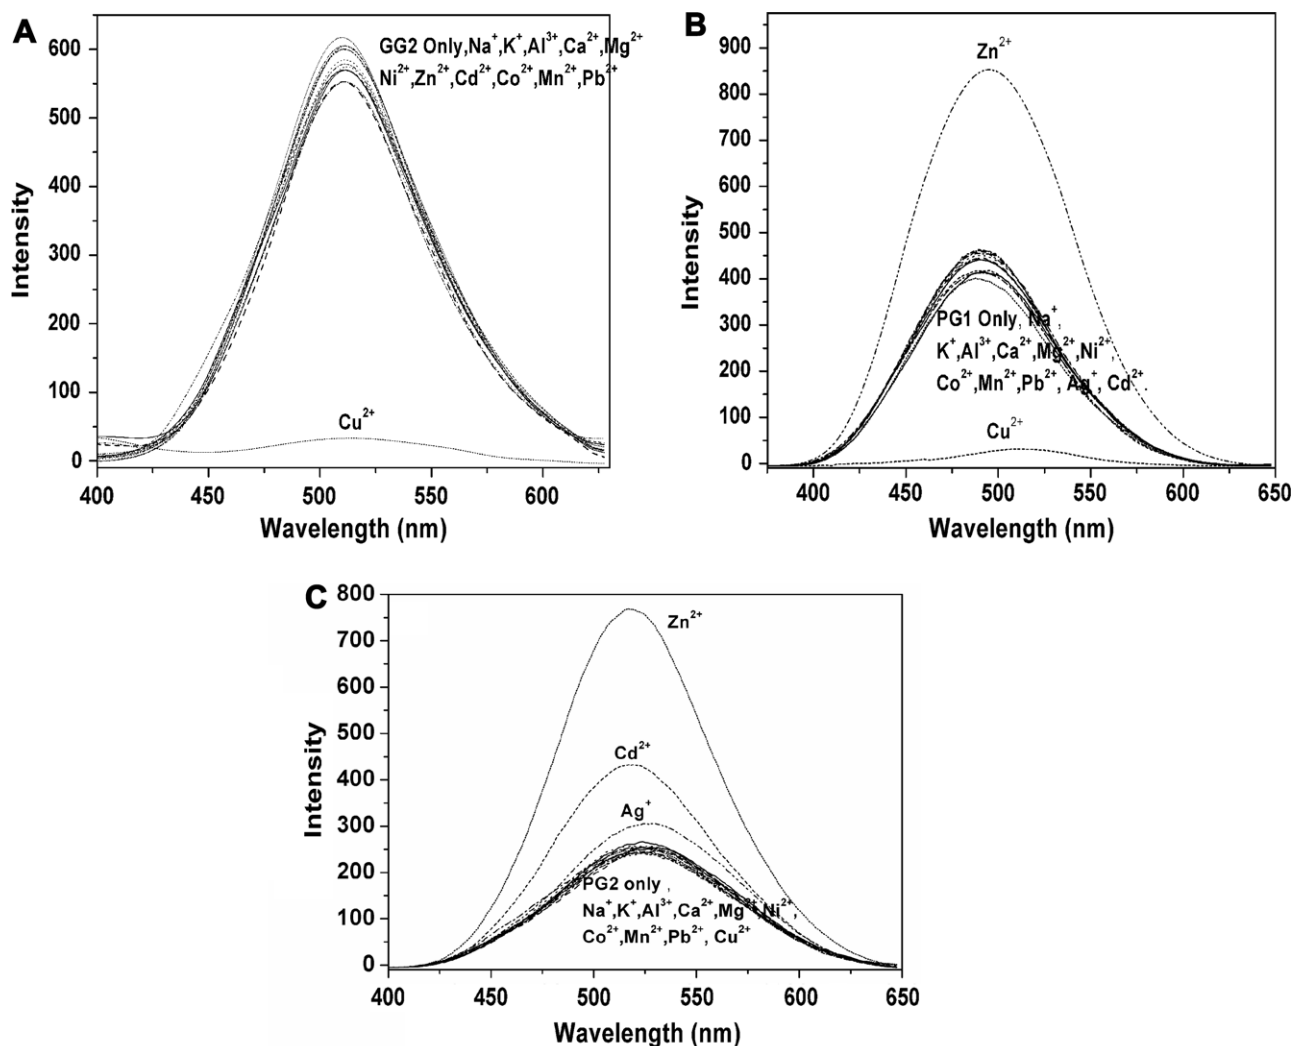 A
600
500
400
300
200
100
0
Intensity
GG2 Only,Na⁺,K⁺,Al³⁺,Ca²⁺,Mg²⁺
Ni²⁺,Zn²⁺,Cd²⁺,Co²⁺,Mn²⁺,Pb²⁺
Cu²⁺
400 450 500 550 600
Wavelength (nm)
B
900
800
700
600
500
400
300
200
100
0
Intensity
Zn²⁺
PG1 Only, Na⁺,
K⁺,Al³⁺,Ca²⁺,Mg²⁺,Ni²⁺,
Co²⁺,Mn²⁺,Pb²⁺, Ag⁺, Cd²⁺.
Cu²⁺
400 450 500 550 600 650
Wavelength (nm)
C
800
700
600
500
400
300
200
100
0
Intensity
Zn²⁺
Cd²⁺
Ag⁺
PG2 only ,
Na⁺,K⁺,Al³⁺,Ca²⁺,Mg²⁺,Ni²⁺,
Co²⁺,Mn²⁺,Pb²⁺, Cu²⁺
400 450 500 550 600 650
Wavelength (nm)